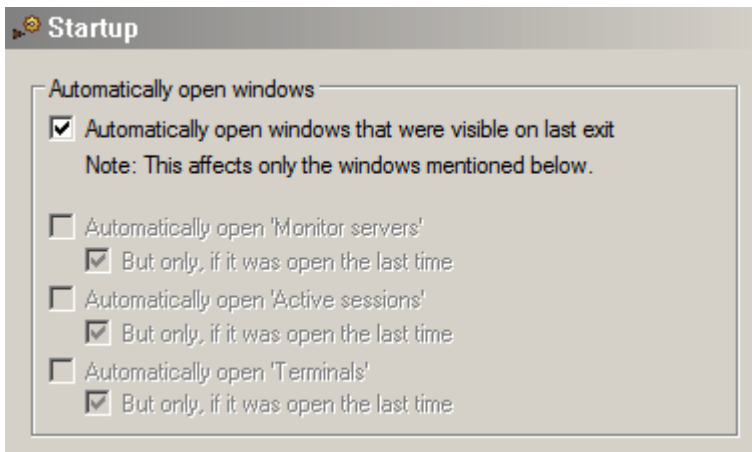 Startup
Automatically open windows
Automatically open windows that were visible on last exit
Note: This affects only the windows mentioned below.
Automatically open 'Monitor servers'
But only, if it was open the last time
Automatically open 'Active sessions'
But only, if it was open the last time
Automatically open 'Terminals'
But only, if it was open the last time